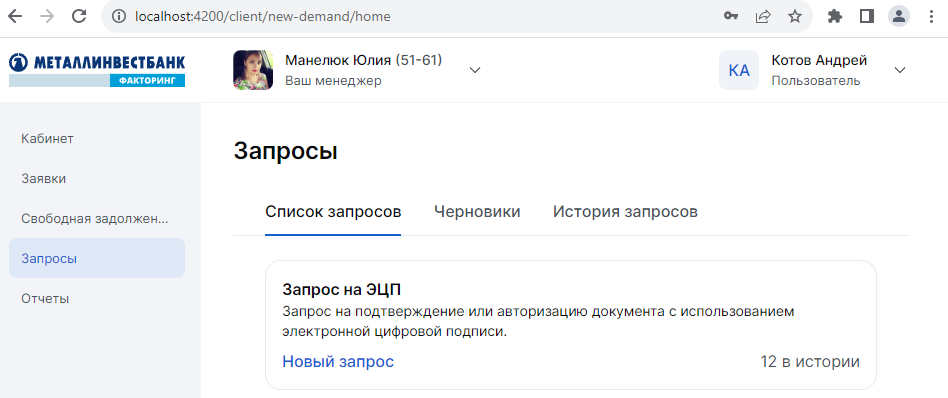 localhost:4200/client/new-demand/home
МЕТАЛЛИНВЕСТБАНК
ФАКТОРИНГ
Манелюк Юлия (51-61)
Ваш менеджер
КА
Котов Андрей
Пользователь
Кабинет
Заявки
Свободная задолжен...
Запросы
Отчеты
Запросы
Список запросов
Черновики
История запросов
Запрос на ЭЦП
Запрос на подтверждение или авторизацию документа с использованием
электронной цифровой подписи.
Новый запрос
12 в истории